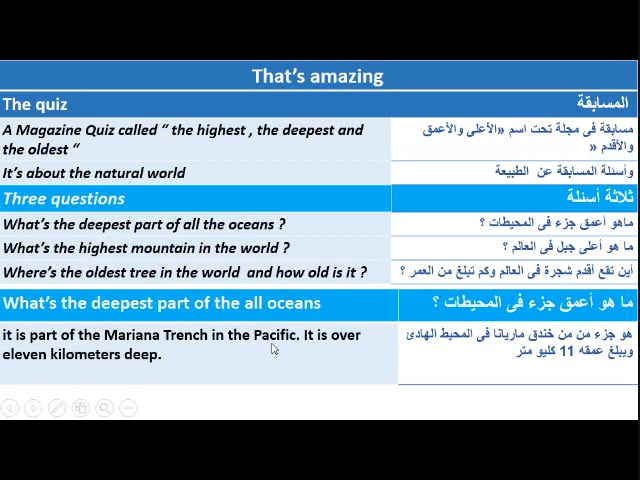 That's amazing
The quiz
المسابقة
A Magazine Quiz called “ the highest , the deepest and
the oldest “
مسابقة فى مجلة تحت اسم «الأعلى والأعمق
والأقدم «
It's about the natural world
وأسئلة المسابقة عن الطبيعة
Three questions
ثلاثة أسئلة
What's the deepest part of all the oceans ?
ماهو أعمق جزء فى المحيطات ؟
What's the highest mountain in the world ?
ما هو أعلى جبل فى العالم ؟
Where's the oldest tree in the world and how old is it ?
أين تقع أقدم شجرة فى العالم وكم تبلغ من العمر ؟
What's the deepest part of the all oceans
ما هو أعمق جزء فى المحيطات ؟
it is part of the Mariana Trench in the Pacific. It is over
eleven kilometers deep.
هو جزء من من خندق ماريانا فى المحيط الهادئ
ويبلغ عمقه 11 كليو متر